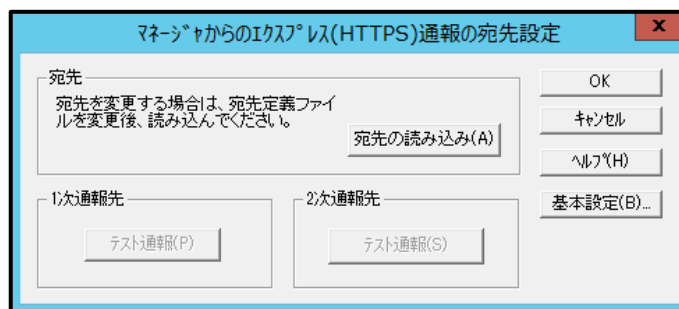 ﾏﾈｰｼﾞｬからのｴｸｽﾌﾟﾚｽ(HTTPS)通報の宛先設定
x
宛先
宛先を変更する場合は、宛先定義ファイ
ルを変更後、読み込んでください。
宛先の読み込み(A)
OK
ｷｬﾝｾﾙ
ﾍﾙﾌﾟ(H)
基本設定(B)...
1次通報先
テスト通報(P)
2次通報先
テスト通報(S)